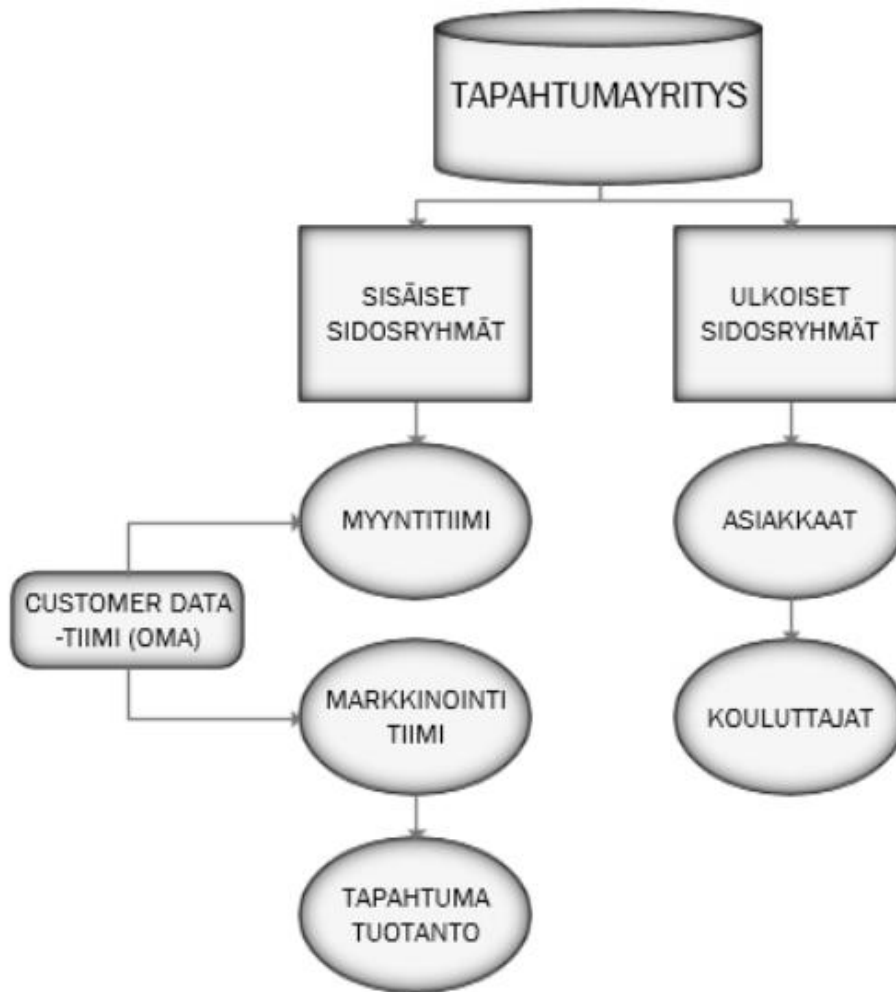 TAPAHTUMAYRITYS
SISÄISET
SIDOSRYHMÄT
ULKOISET
SIDOSRYHMÄT
MYYNTITIIMI
ASIAKKAAT
CUSTOMER DATA
-TIIMI (OMA)
MARKKINOINTI
TIIMI
KOULUTTAJAT
TAPAHTUMA
TUOTANTO